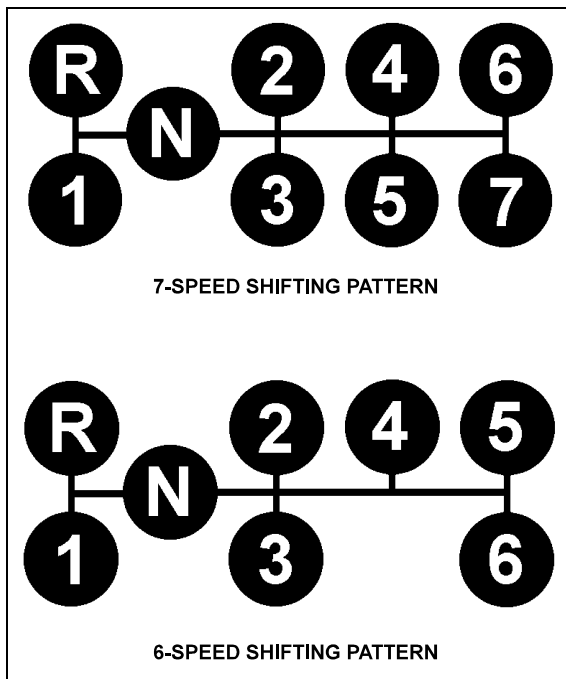 R 2 4 6
N
1 3 5 7
7-SPEED SHIFTING PATTERN
R 2 4 5
N
1 3 6
6-SPEED SHIFTING PATTERN